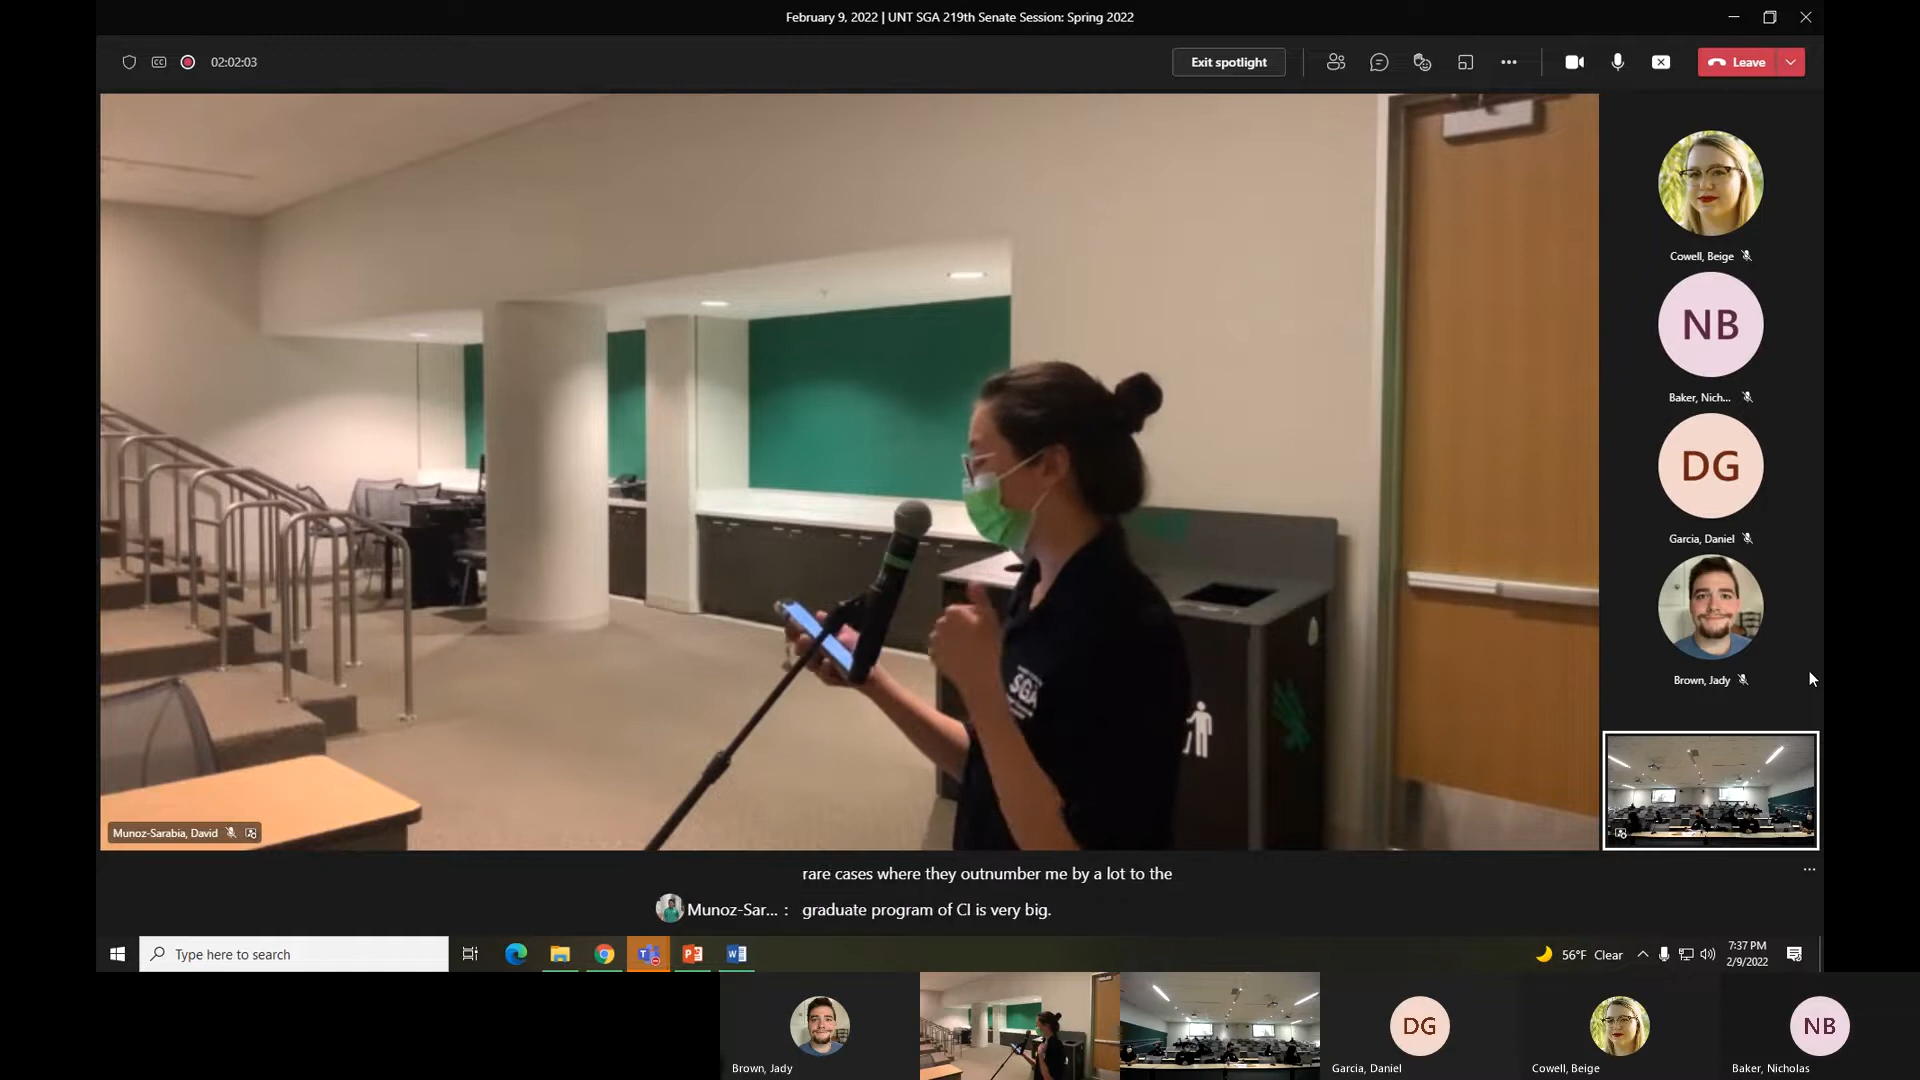 February 9, 2022 | UNT SGA 219th Senate Session: Spring 2022
CC
02:02:03
Exit spotlight
Leave
Cowell, Beige
NB
Baker, Nich...
DG
Garcia, Daniel
Brown, Jady
SGA
Munoz-Sarabia, David
rare cases where they outnumber me by a lot to the
Munoz-Sar... : graduate program of CI is very big.
Type here to search
56°F Clear
7:37 PM
2/9/2022
DG
NB
Brown, Jady
Garcia, Daniel
Cowell, Beige
Baker, Nicholas